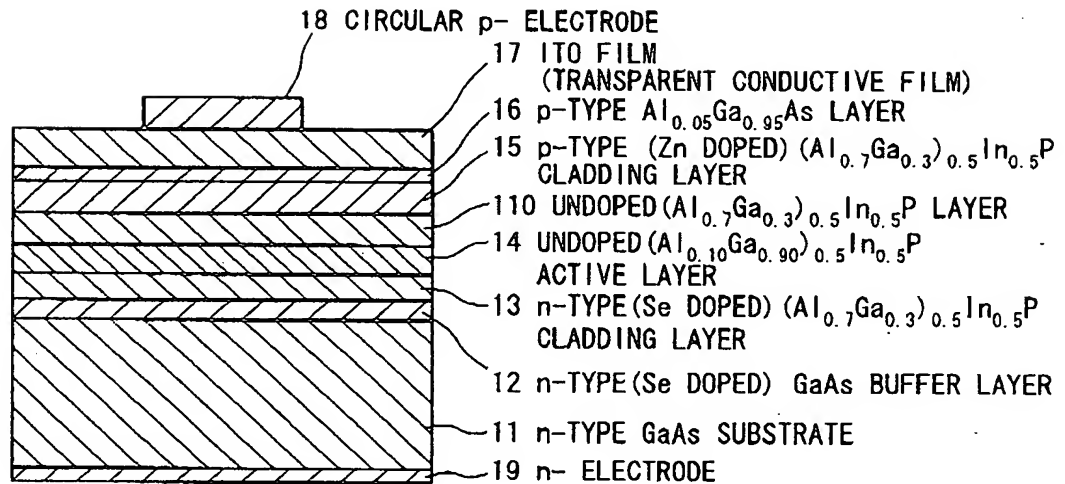 18 CIRCULAR p- ELECTRODE
17 ITO FILM
(TRANSPARENT CONDUCTIVE FILM)
16 p-TYPE Al₀.₀₅Ga₀.₉₅As LAYER
15 p-TYPE (Zn DOPED) (Al₀.₇Ga₀.₃)₀.₅In₀.₅P
CLADDING LAYER
110 UNDOPED(Al₀.₇Ga₀.₃)₀.₅In₀.₅P LAYER
14 UNDOPED(Al₀.₁₀Ga₀.₉₀)₀.₅In₀.₅P
ACTIVE LAYER
13 n-TYPE(Se DOPED) (Al₀.₇Ga₀.₃)₀.₅In₀.₅P
CLADDING LAYER
12 n-TYPE(Se DOPED) GaAs BUFFER LAYER
11 n-TYPE GaAs SUBSTRATE
19 n- ELECTRODE